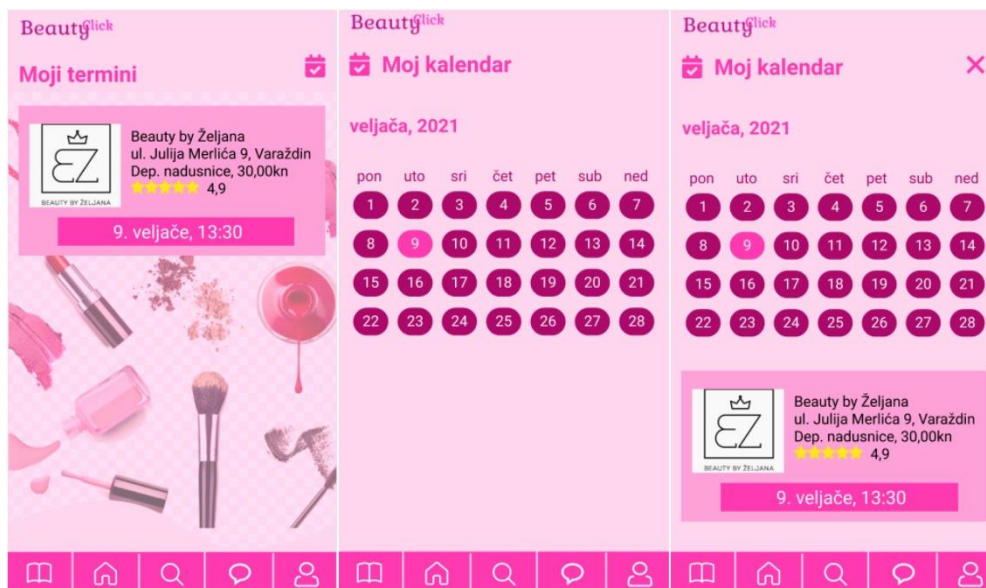 BeautyClick
Moji termini
EZ
BEAUTY BY ŽELJANA
Beauty by Željana
ul. Julija Merlića 9, Varaždin
Dep. nadusnice, 30,00kn
4,9
9. veljače, 13:30
BeautyClick
Moj kalendar
veljača, 2021
pon uto sri čet pet sub ned
1 2 3 4 5 6 7
8 9 10 11 12 13 14
15 16 17 18 19 20 21
22 23 24 25 26 27 28
BeautyClick
Moj kalendar
veljača, 2021
pon uto sri čet pet sub ned
1 2 3 4 5 6 7
8 9 10 11 12 13 14
15 16 17 18 19 20 21
22 23 24 25 26 27 28
EZ
BEAUTY BY ŽELJANA
Beauty by Željana
ul. Julija Merlića 9, Varaždin
Dep. nadusnice, 30,00kn
4,9
9. veljače, 13:30